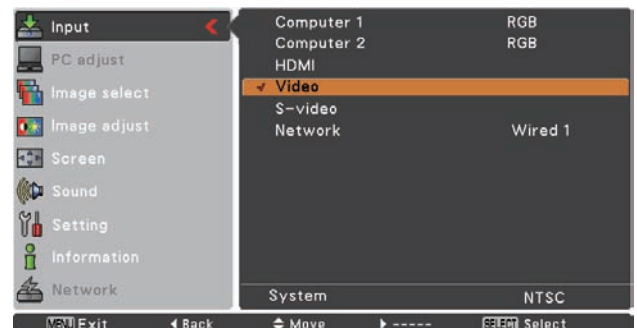 Input
PC adjust
Image select
Image adjust
Screen
Sound
Setting
Information
Network
Computer 1 RGB
Computer 2 RGB
HDMI
Video
S-video
Network Wired 1
System NTSC
MENU Exit Back Move ----- SELECT Select